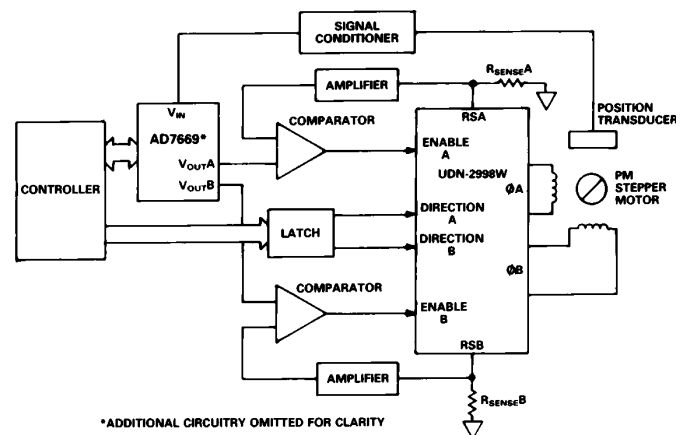 SIGNAL
CONDITIONER
AMPLIFIER
RSENSEA
VIN
RSA
POSITION
TRANSDUCER
AD7669*
COMPARATOR
ENABLE
A
UDN-2998W
VOUTA
VOUTB
CONTROLLER
ØA
PM
STEPPER
MOTOR
DIRECTION
A
LATCH
DIRECTION
B
ØB
COMPARATOR
ENABLE
B
RSB
AMPLIFIER
RSENSEB
*ADDITIONAL CIRCUITRY OMITTED FOR CLARITY